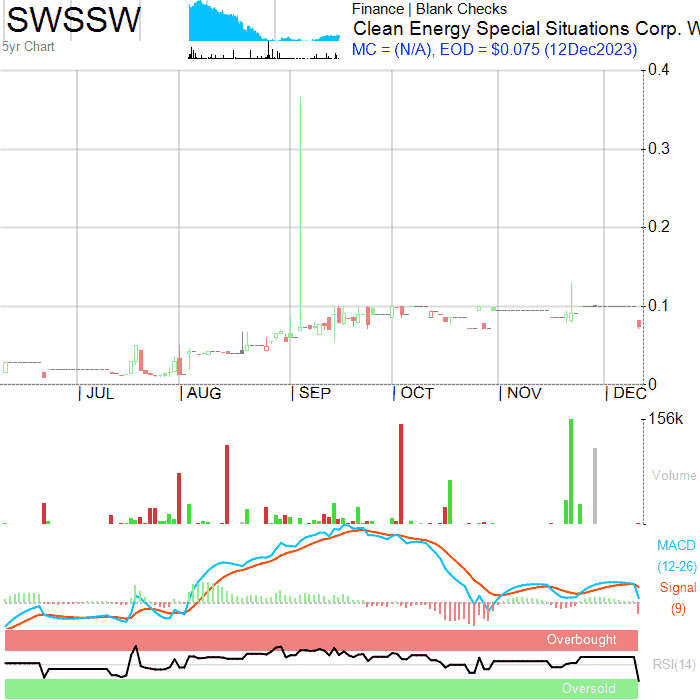 SWSSW
5yr Chart
Finance | Blank Checks
Clean Energy Special Situations Corp. W
MC = (N/A), EOD = $0.075 (12Dec2023)
0.4
0.3
0.2
0.1
0
| JUL | AUG | SEP | OCT | NOV | DEC
156k
Volume
MACD
(12-26)
Signal
(9)
Overbought
RSI(14)
Oversold